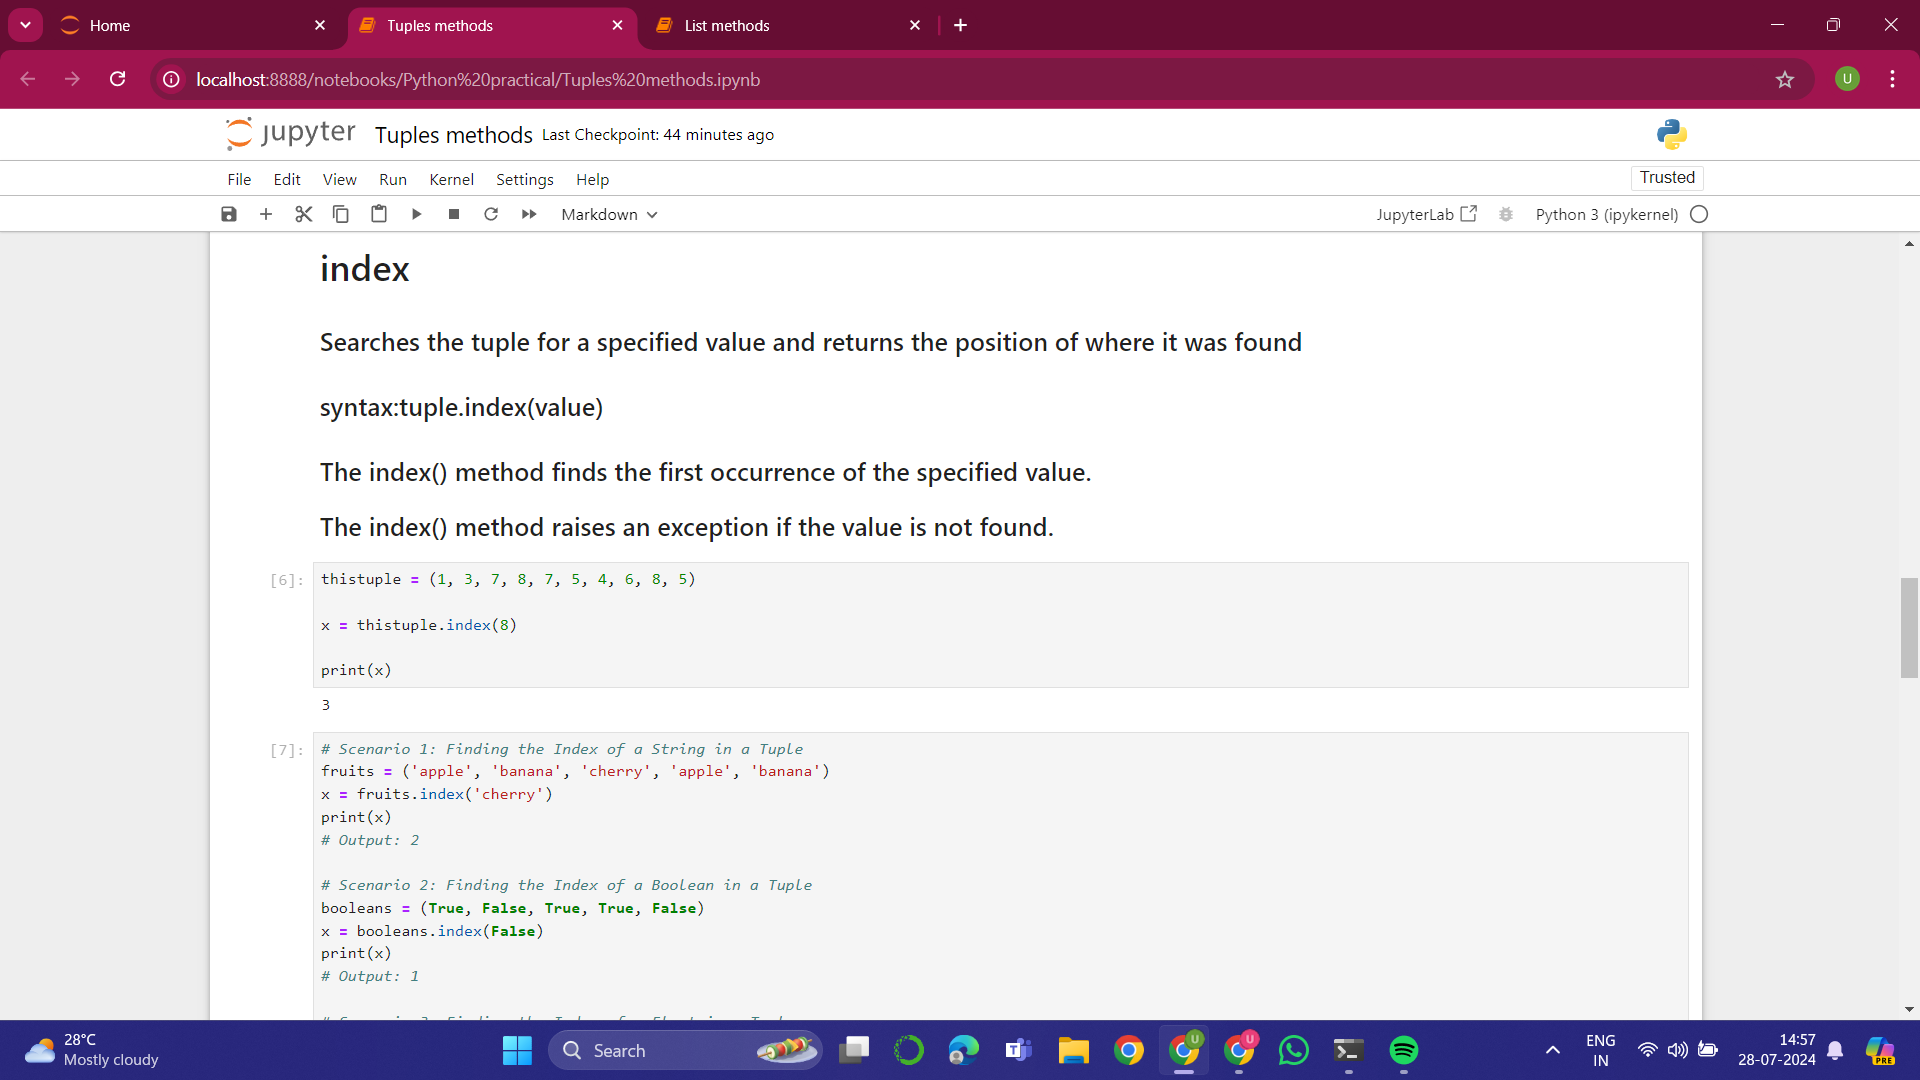 Home
Tuples methods
List methods
localhost:8888/notebooks/Python%20practical/Tuples%20methods.ipynb
U
jupyter Tuples methods Last Checkpoint: 44 minutes ago
File Edit View Run Kernel Settings Help
Trusted
Markdown
JupyterLab
Python 3 (ipykernel)
index
Searches the tuple for a specified value and returns the position of where it was found
syntax:tuple.index(value)
The index() method finds the first occurrence of the specified value.
The index() method raises an exception if the value is not found.
[6]: thistuple = (1, 3, 7, 8, 7, 5, 4, 6, 8, 5)
x = thistuple.index(8)
print(x)
3
[7]: # Scenario 1: Finding the Index of a String in a Tuple
fruits = ('apple', 'banana', 'cherry', 'apple', 'banana')
x = fruits.index('cherry')
print(x)
# Output: 2
# Scenario 2: Finding the Index of a Boolean in a Tuple
booleans = (True, False, True, True, False)
x = booleans.index(False)
print(x)
# Output: 1
28°C
Mostly cloudy
Search
U
U
ENG
IN
14:57
28-07-2024
PRE